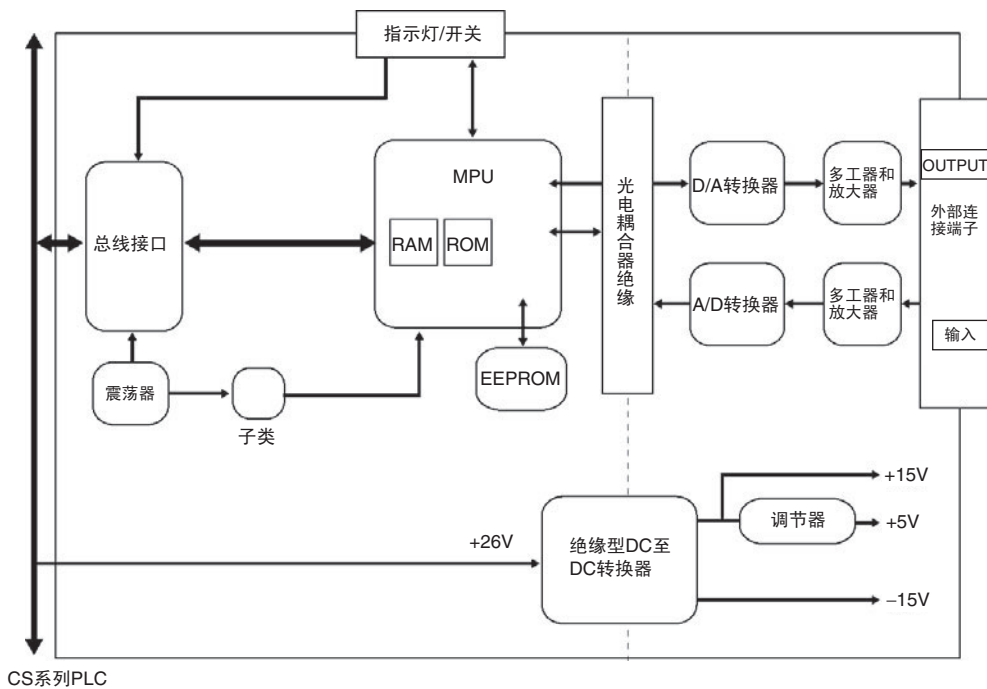 指示灯/开关
MPU
RAM
ROM
总线接口
光电耦合器绝缘
D/A转换器
多工器和
放大器
OUTPUT
外部连
接端子
A/D转换器
多工器和
放大器
输入
EEPROM
震荡器
子类
+15V
调节器
+5V
+26V
绝缘型DC至
DC转换器
−15V
CS系列PLC